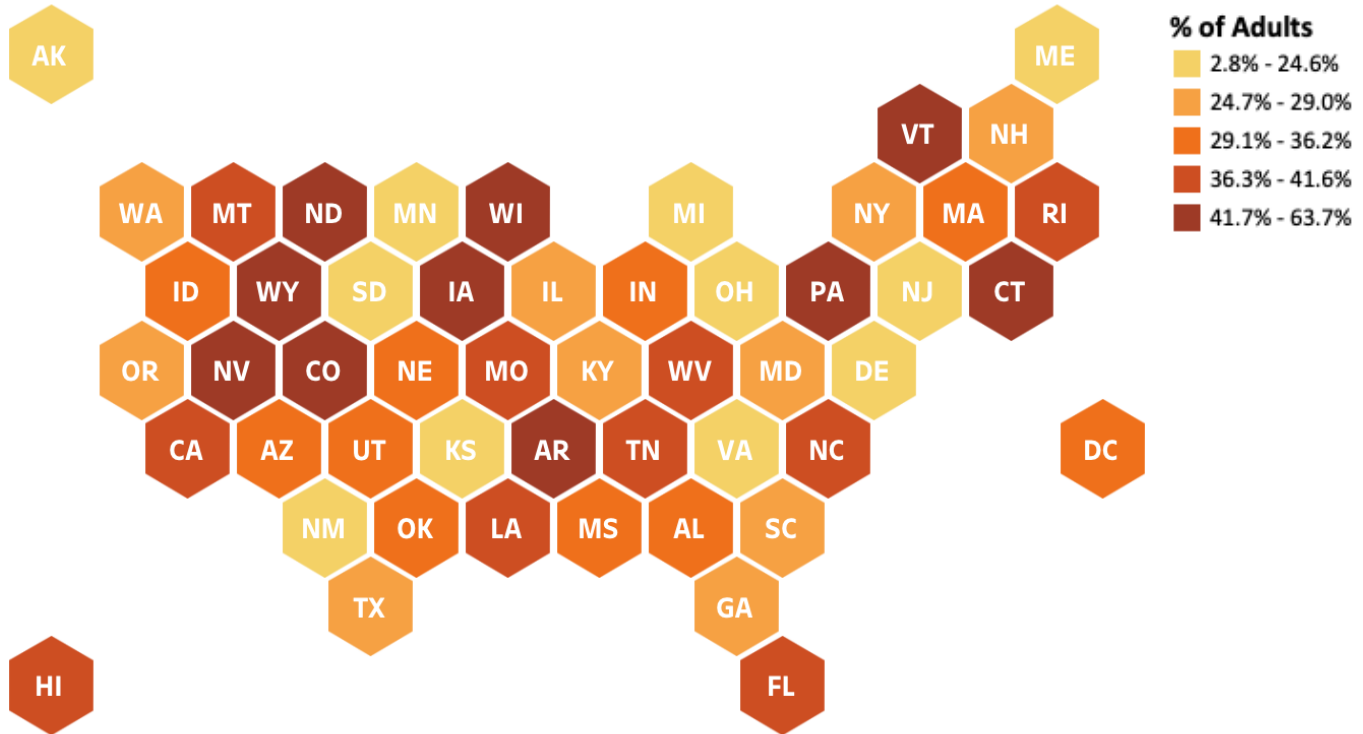 AK
ME
% of Adults
2.8% - 24.6%
24.7% - 29.0%
29.1% - 36.2%
36.3% - 41.6%
41.7% - 63.7%
VT NH
WA MT ND MN WI MI NY MA RI
ID WY SD IA IL IN OH PA NJ CT
OR NV CO NE MO KY WV MD DE
CA AZ UT KS AR TN VA NC DC
NM OK LA MS AL SC
TX GA
HI FL